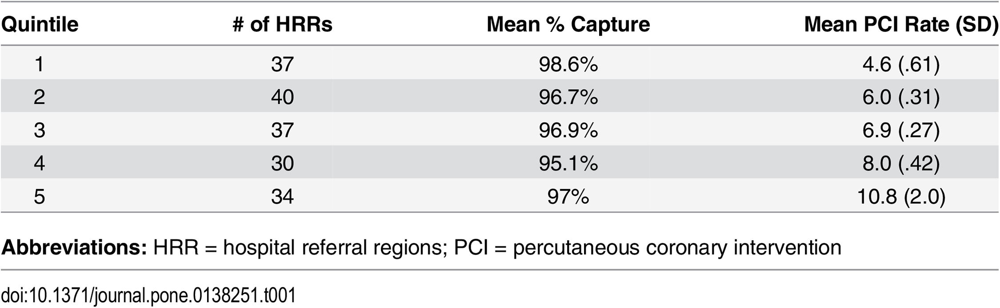 Quintile # of HRRs Mean % Capture Mean PCI Rate (SD)
1 37 98.6% 4.6 (.61)
2 40 96.7% 6.0 (.31)
3 37 96.9% 6.9 (.27)
4 30 95.1% 8.0 (.42)
5 34 97% 10.8 (2.0)
Abbreviations: HRR = hospital referral regions; PCI = percutaneous coronary intervention
doi:10.1371/journal.pone.0138251.t001